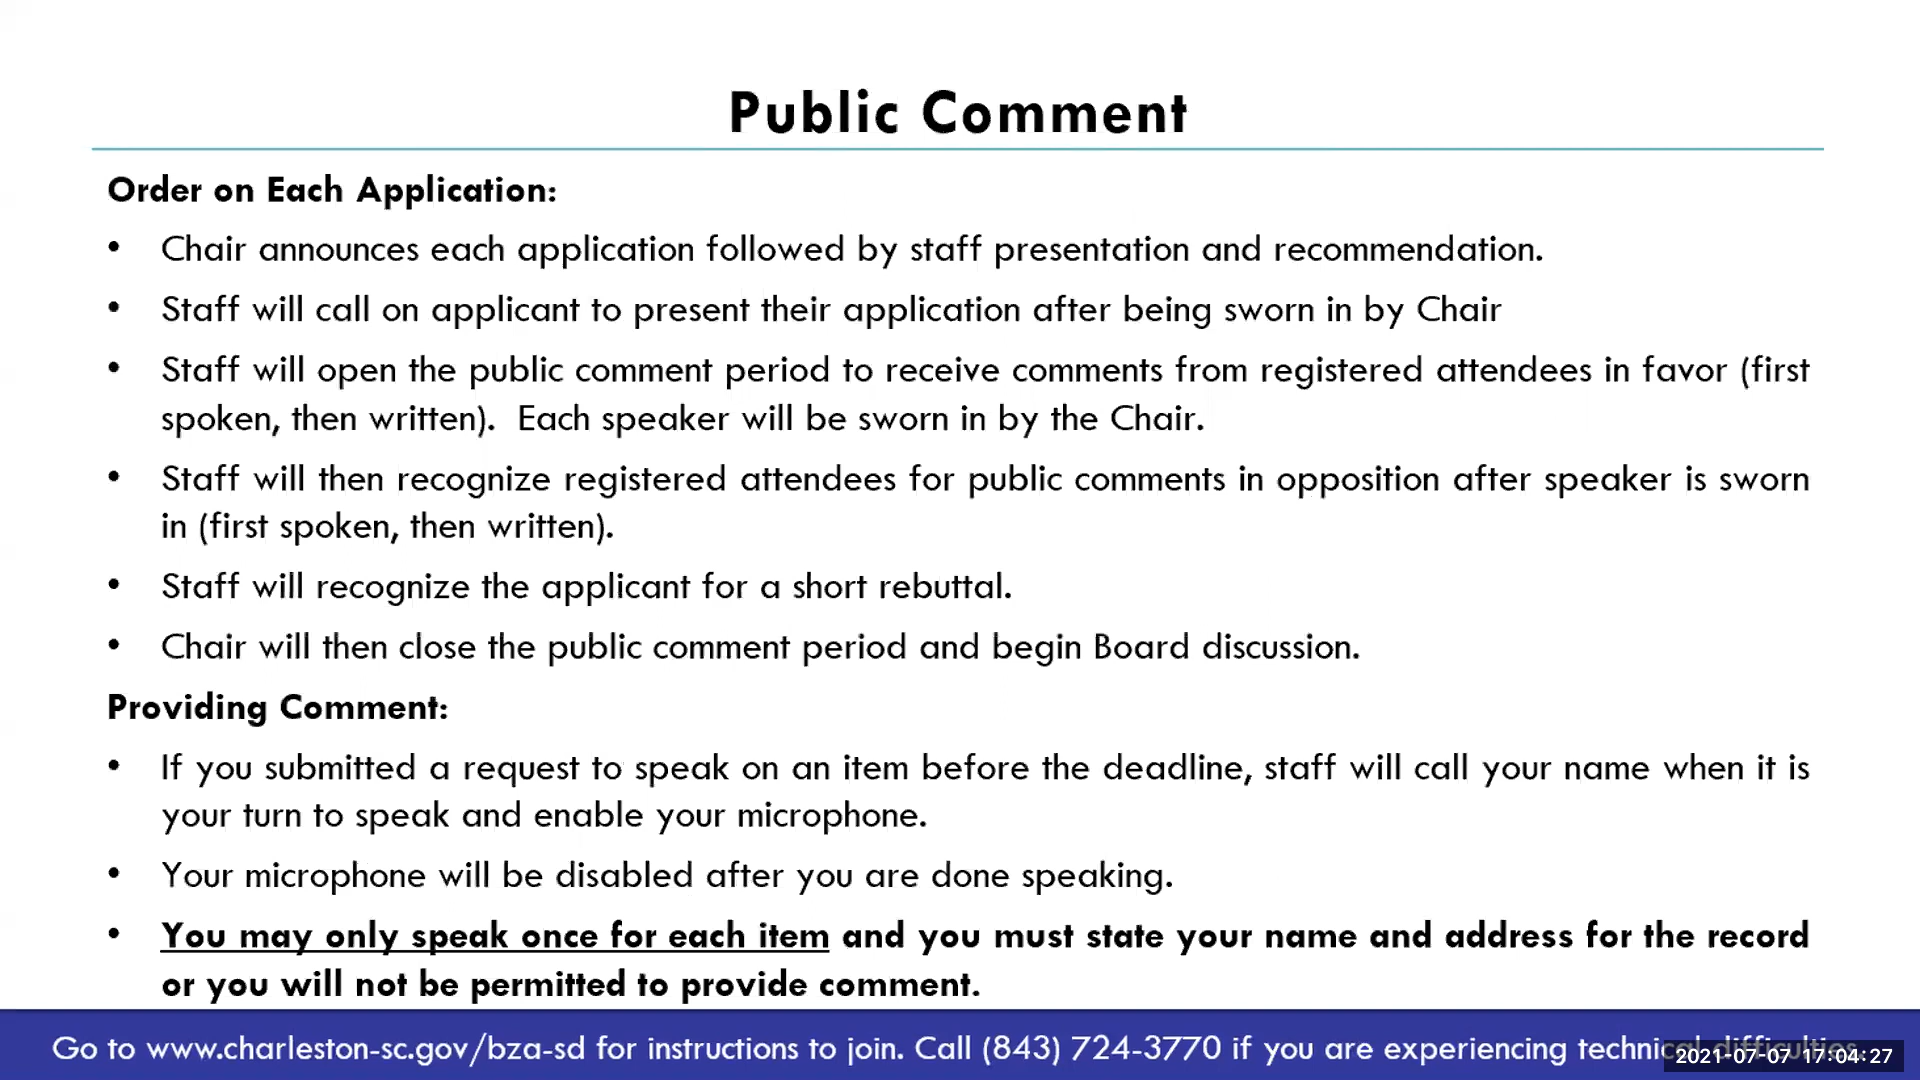 Public Comment
Order on Each Application:
• Chair announces each application followed by staff presentation and recommendation.
• Staff will call on applicant to present their application after being sworn in by Chair
• Staff will open the public comment period to receive comments from registered attendees in favor (first
spoken, then written).  Each speaker will be sworn in by the Chair.
• Staff will then recognize registered attendees for public comments in opposition after speaker is sworn
in (first spoken, then written).
• Staff will recognize the applicant for a short rebuttal.
• Chair will then close the public comment period and begin Board discussion.
Providing Comment:
• If you submitted a request to speak on an item before the deadline, staff will call your name when it is
your turn to speak and enable your microphone.
• Your microphone will be disabled after you are done speaking.
• You may only speak once for each item and you must state your name and address for the record
or you will not be permitted to provide comment.
Go to www.charleston-sc.gov/bza-sd for instructions to join. Call (843) 724-3770 if you are experiencing technical difficulties.
2021-07-07 17:04:27